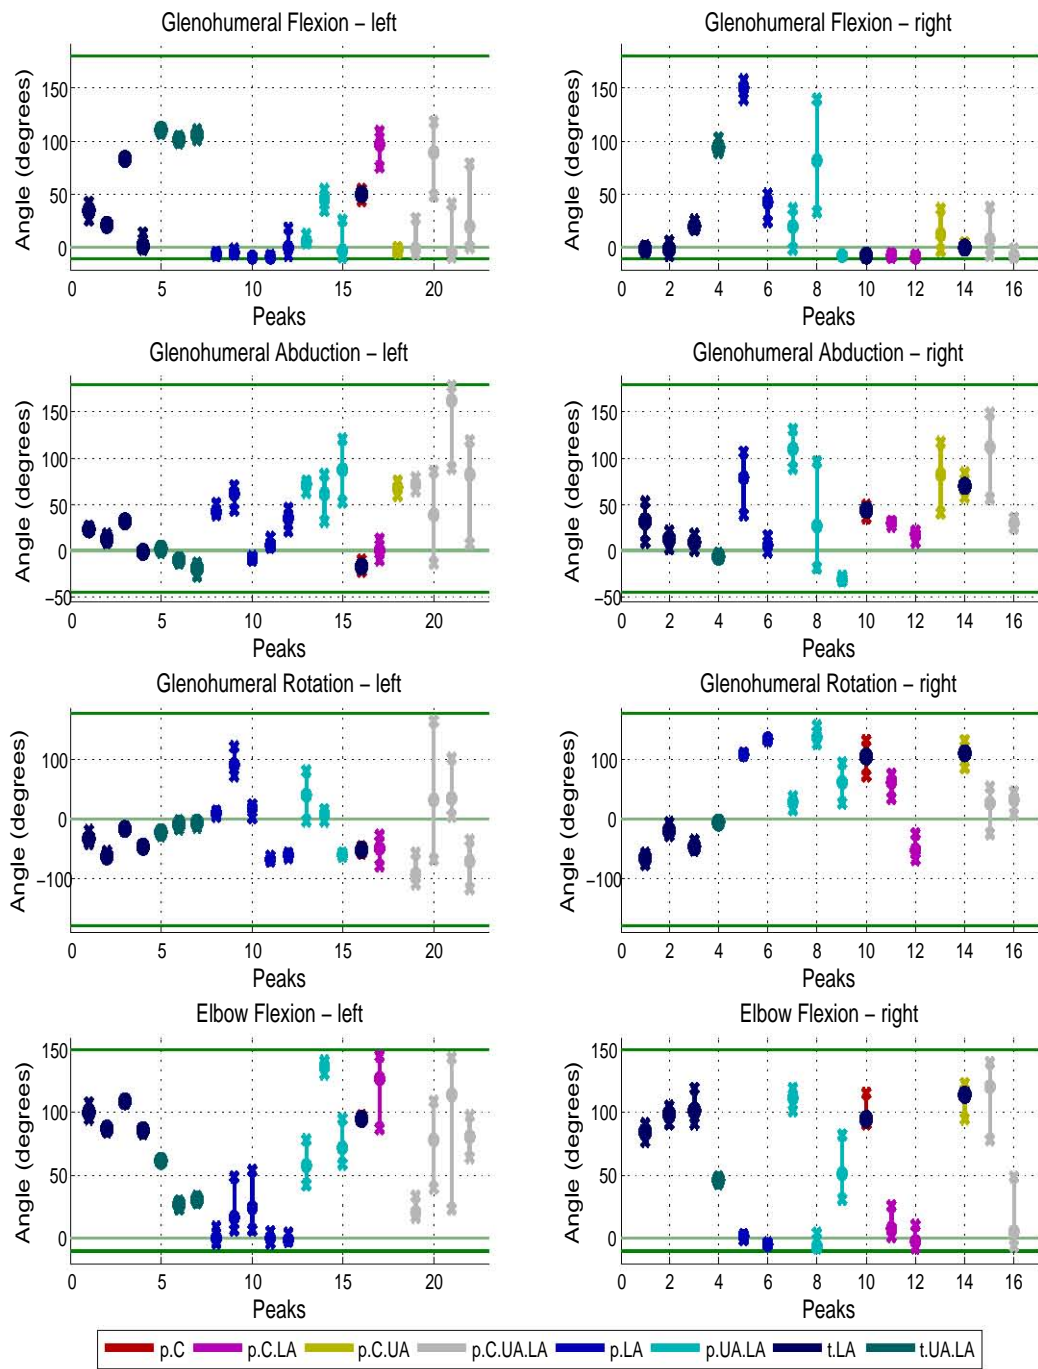 Glenohumeral Flexion – left
Glenohumeral Flexion – right
Angle (degrees)
150
100
50
0
0 5 10 15 20
Peaks
Angle (degrees)
150
100
50
0
0 2 4 6 8 10 12 14 16
Peaks
Glenohumeral Abduction – left
Glenohumeral Abduction – right
Angle (degrees)
150
100
50
0
−50
0 5 10 15 20
Peaks
Angle (degrees)
150
100
50
0
−50
0 2 4 6 8 10 12 14 16
Peaks
Glenohumeral Rotation – left
Glenohumeral Rotation – right
Angle (degrees)
100
0
−100
0 5 10 15 20
Peaks
Angle (degrees)
100
0
−100
0 2 4 6 8 10 12 14 16
Peaks
Elbow Flexion – left
Elbow Flexion – right
Angle (degrees)
150
100
50
0
0 5 10 15 20
Peaks
Angle (degrees)
150
100
50
0
0 2 4 6 8 10 12 14 16
Peaks
p.C p.C.LA p.C.UA p.C.UA.LA p.LA p.UA.LA t.LA t.UA.LA